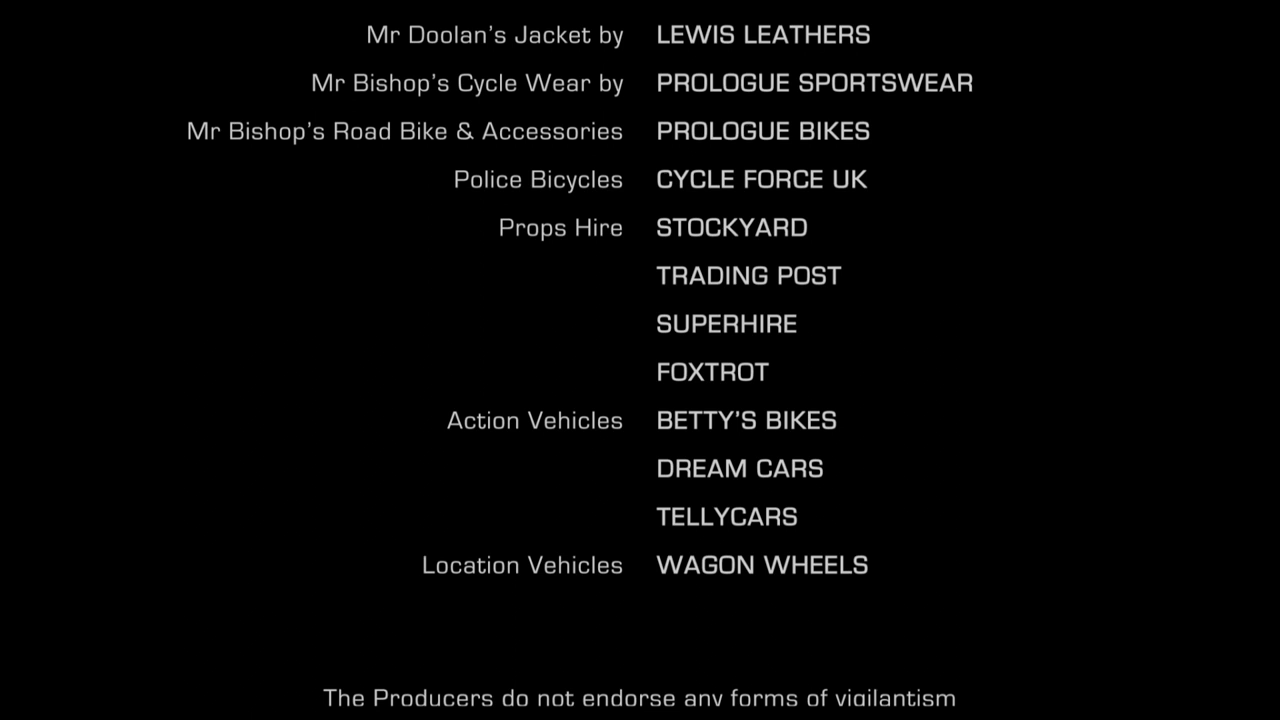 Mr Doolan’s Jacket by LEWIS LEATHERS
Mr Bishop’s Cycle Wear by PROLOGUE SPORTSWEAR
Mr Bishop’s Road Bike & Accessories PROLOGUE BIKES
Police Bicycles CYCLE FORCE UK
Props Hire STOCKYARD
TRADING POST
SUPERHIRE
FOXTROT
Action Vehicles BETTY’S BIKES
DREAM CARS
TELLYCARS
Location Vehicles WAGON WHEELS
The Producers do not endorse any forms of vigilantism